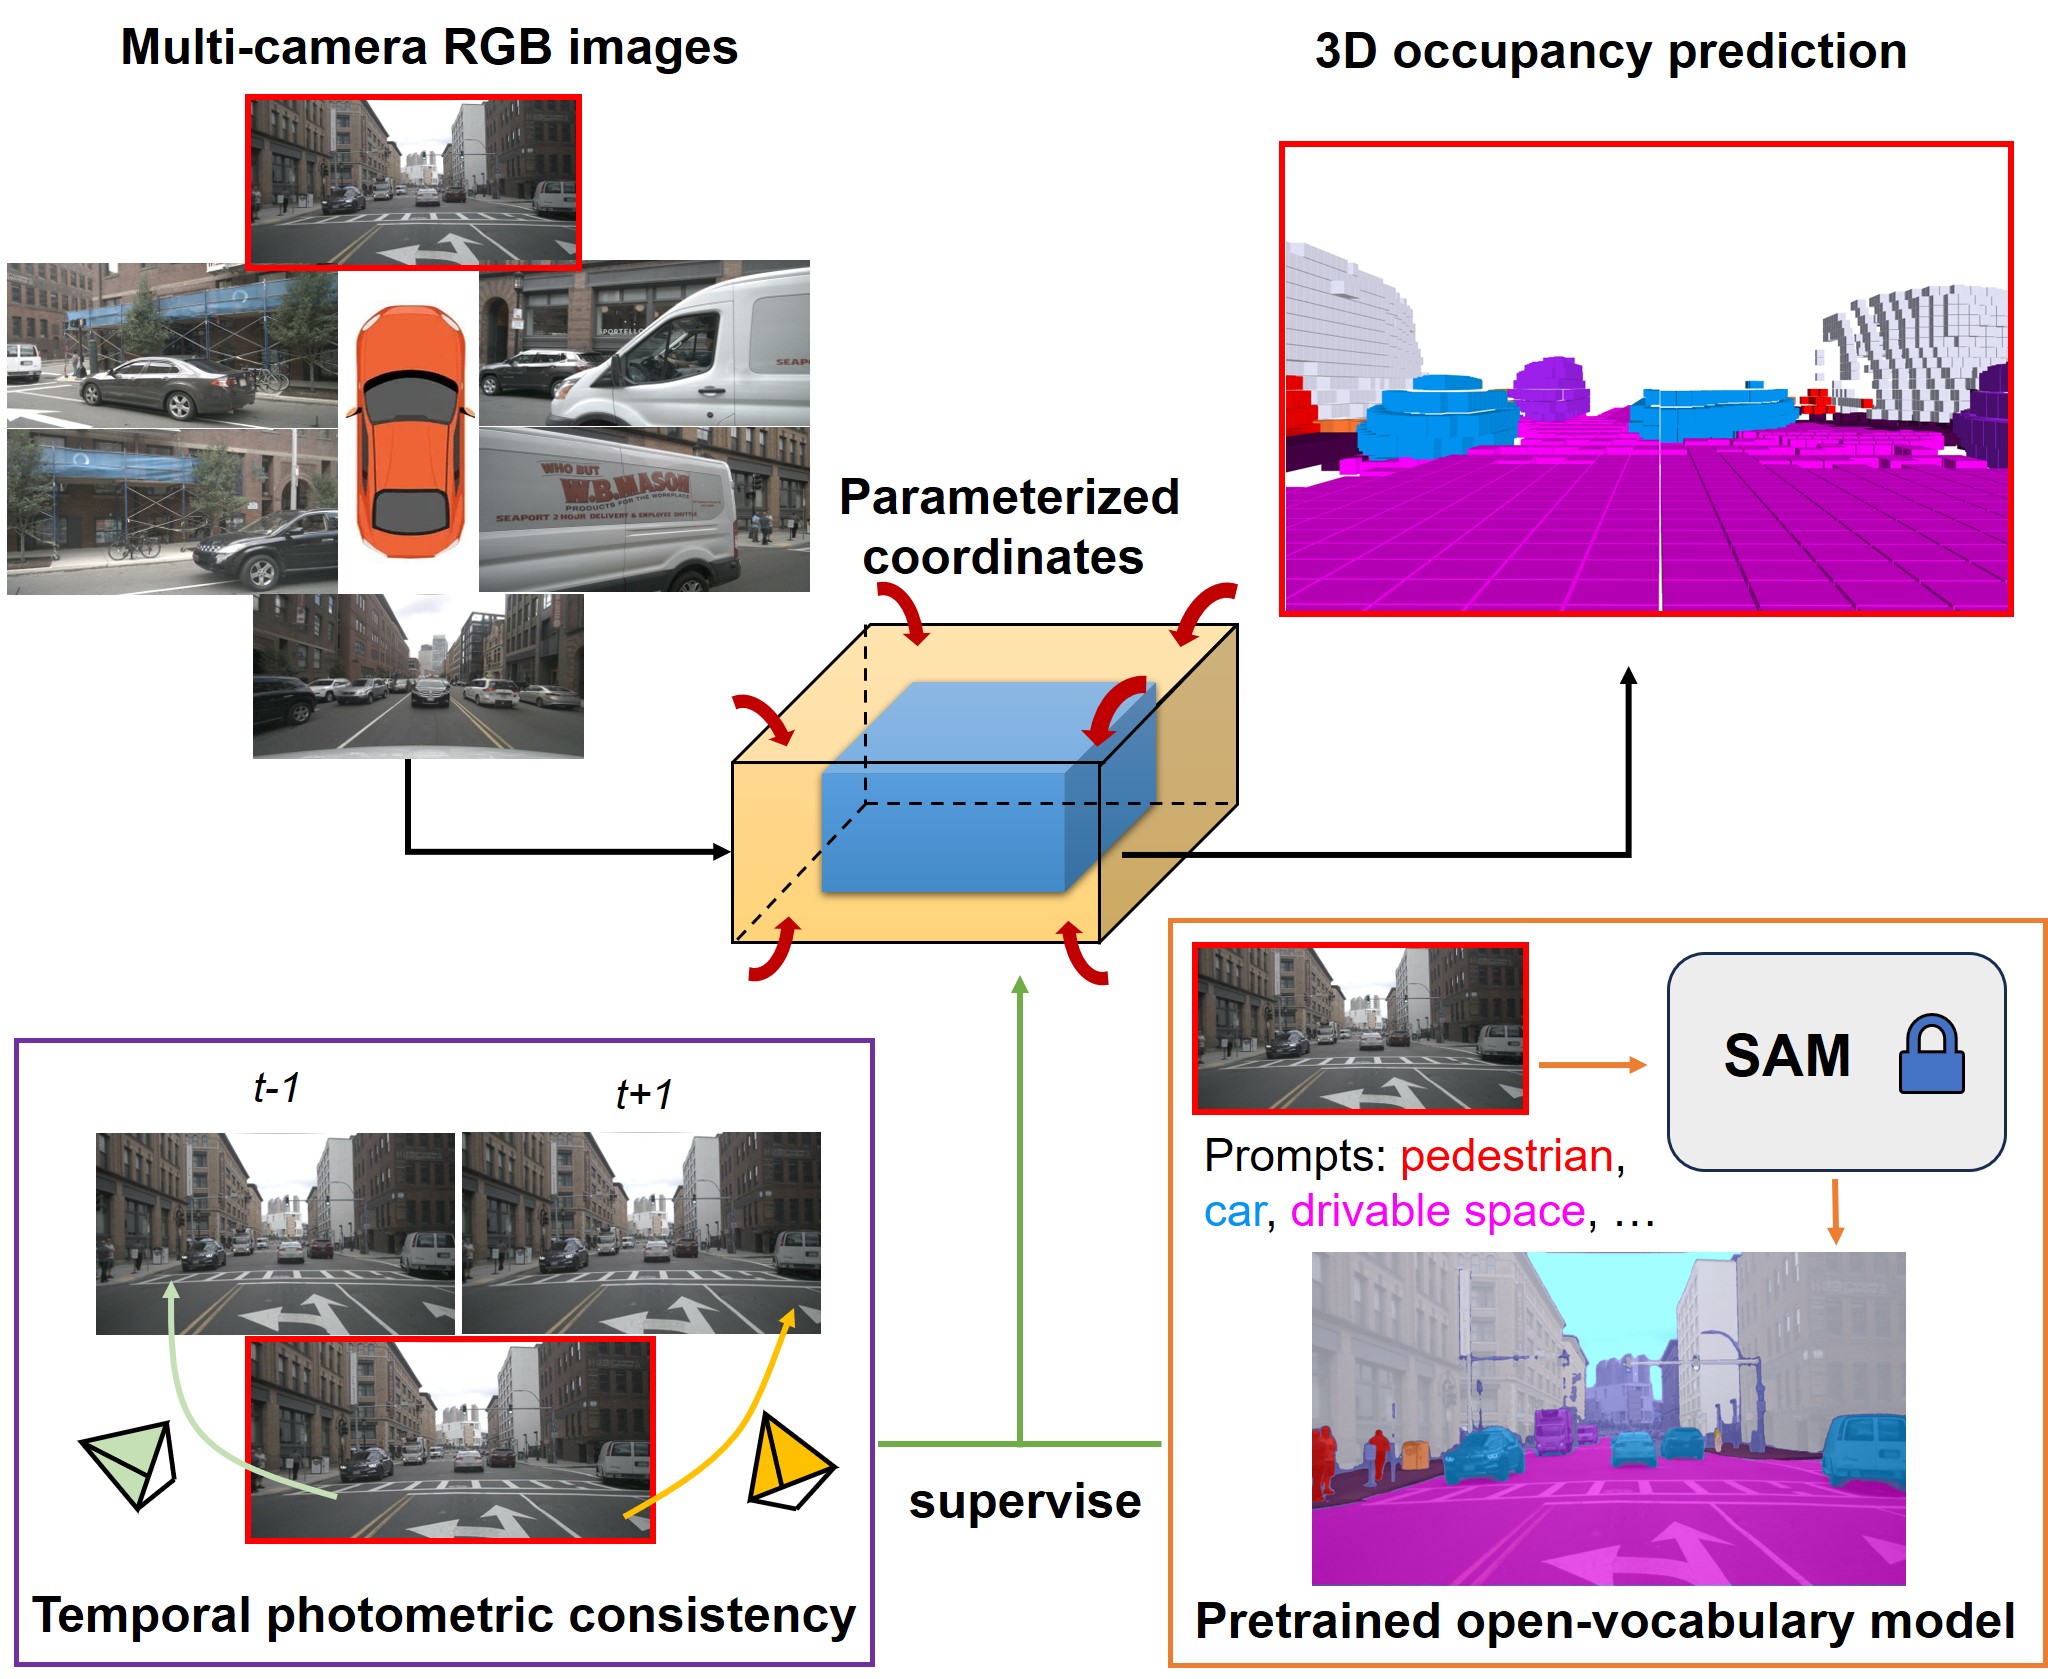 Multi-camera RGB images
3D occupancy prediction
SPORTELLO
SEAP
WHO BUT
W.B.MASON
PRODUCTS FOR THE WORKPLACE
SEAPORT 2 HOUR DELIVERY & EMPLOYEE SHUTTLE
Parameterized
coordinates
t-1
t+1
Temporal photometric consistency
supervise
SAM
Prompts: pedestrian,
car, drivable space, …
Pretrained open-vocabulary model